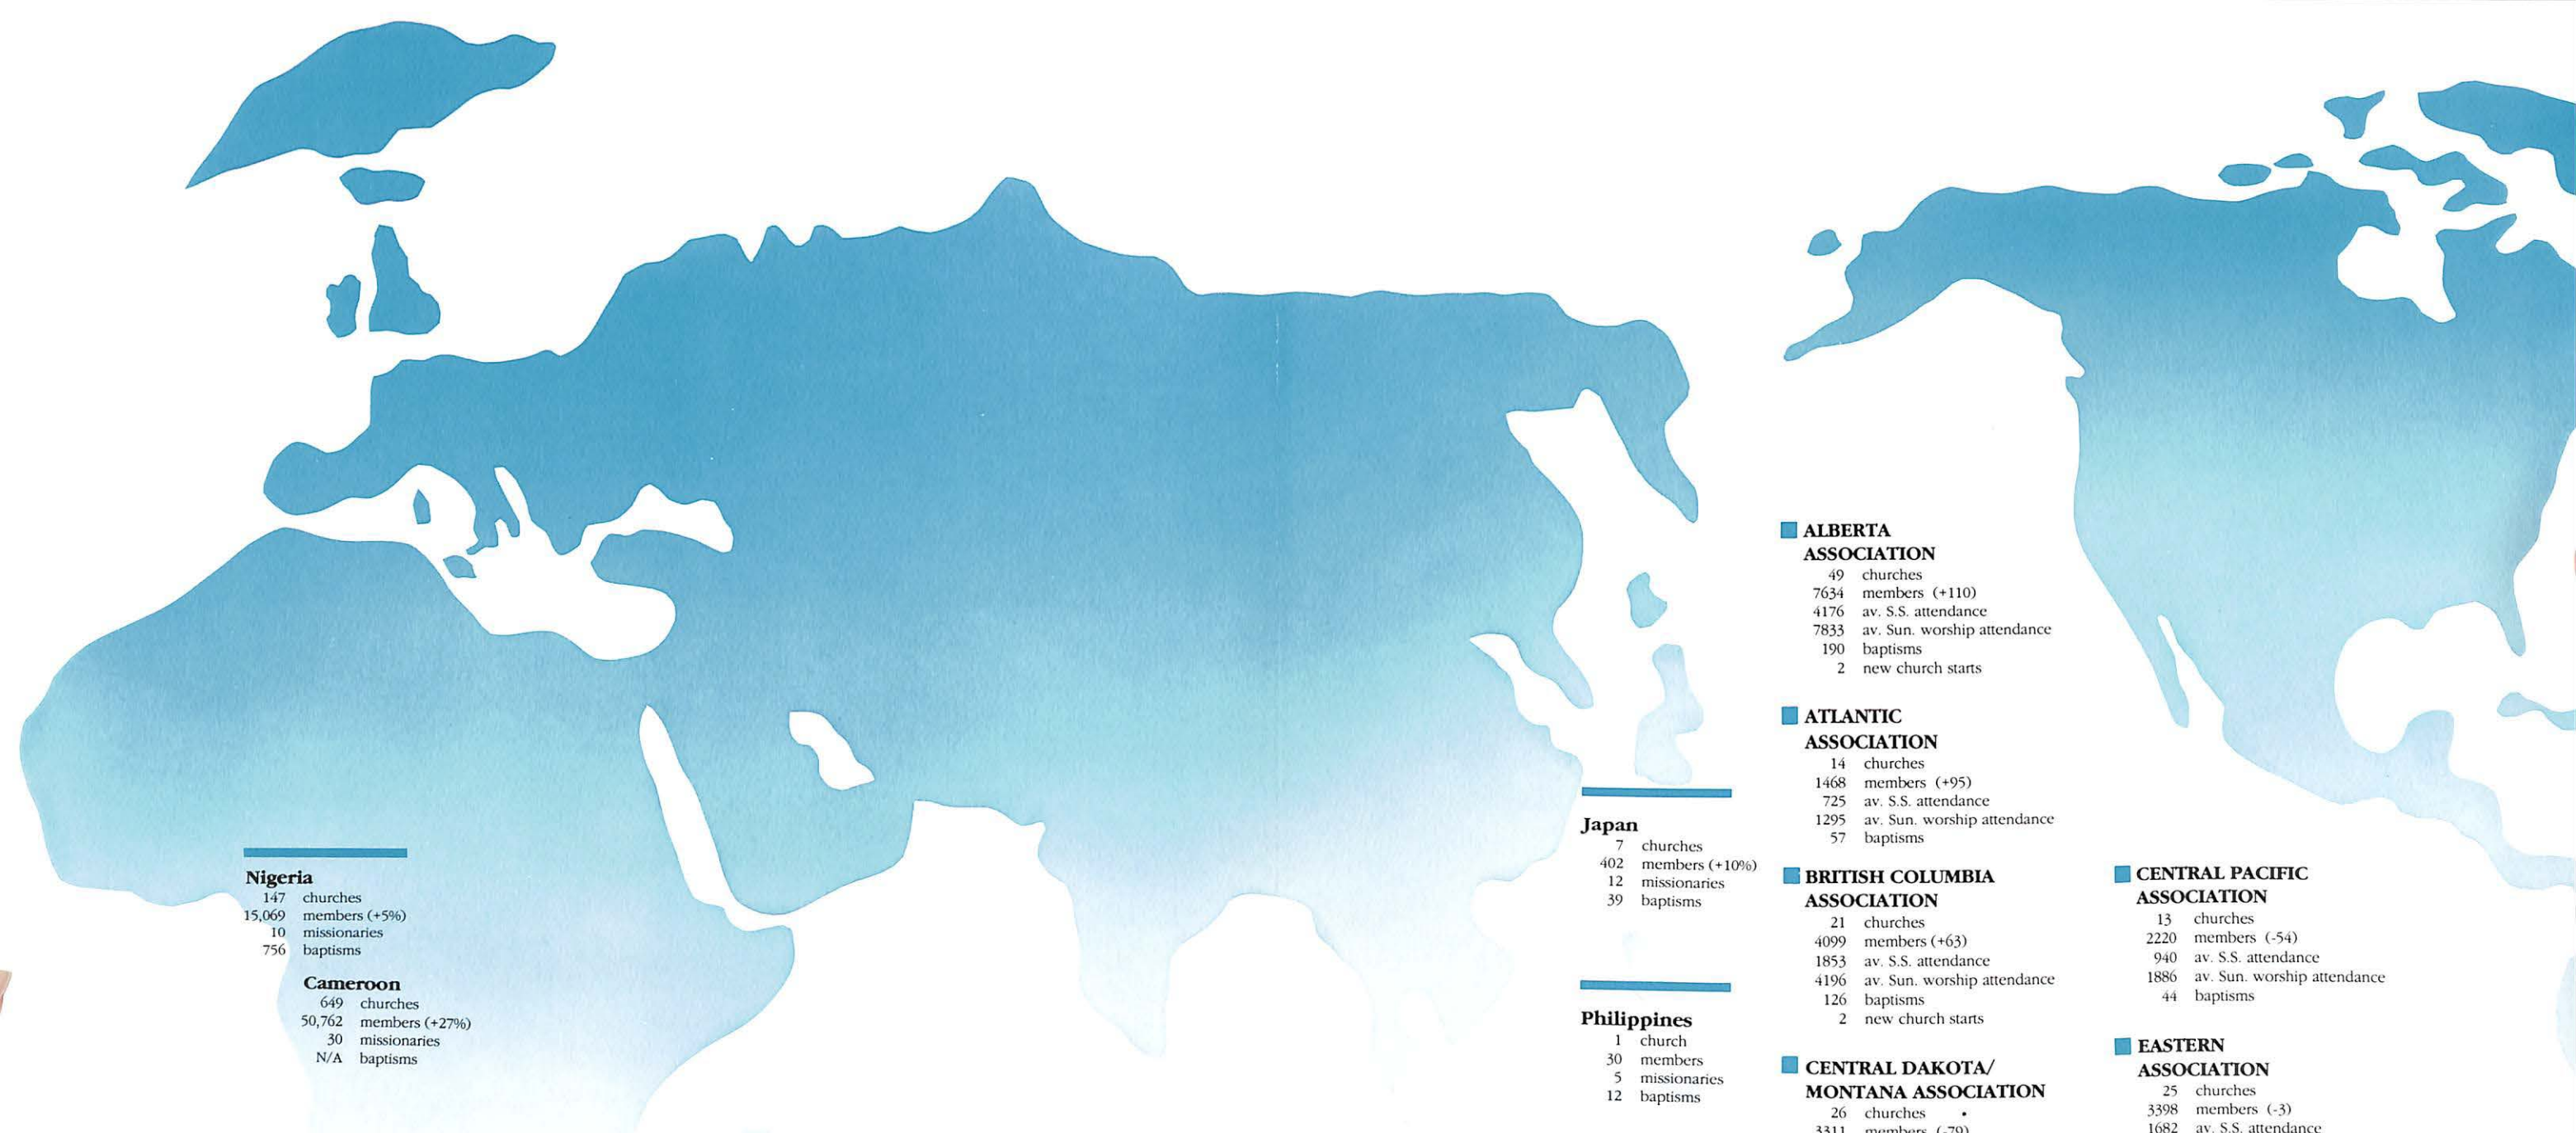 Nigeria
147 churches
15,069 members (+5%)
10 missionaries
756 baptisms
Cameroon
649 churches
50,762 members (+27%)
30 missionaries
N/A baptisms
Japan
7 churches
402 members (+10%)
12 missionaries
39 baptisms
Philippines
1 church
30 members
5 missionaries
12 baptisms
ALBERTA
ASSOCIATION
49 churches
7634 members (+110)
4176 av. S.S. attendance
7833 av. Sun. worship attendance
190 baptisms
2 new church starts
ATLANTIC
ASSOCIATION
14 churches
1468 members (+95)
725 av. S.S. attendance
1295 av. Sun. worship attendance
57 baptisms
BRITISH COLUMBIA
ASSOCIATION
21 churches
4099 members (+63)
1853 av. S.S. attendance
4196 av. Sun. worship attendance
126 baptisms
2 new church starts
CENTRAL DAKOTA/
MONTANA ASSOCIATION
26 churches
3311 members (-79)
CENTRAL PACIFIC
ASSOCIATION
13 churches
2220 members (-54)
940 av. S.S. attendance
1886 av. Sun. worship attendance
44 baptisms
EASTERN
ASSOCIATION
25 churches
3398 members (-3)
1682 av. S.S. attendance